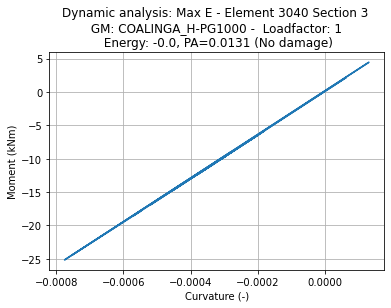 Dynamic analysis: Max E - Element 3040 Section 3
GM: COALINGA_H-PG1000 -  Loadfactor: 1
Energy: -0.0, PA=0.0131 (No damage)
Moment (kNm)
5
0
−5
−10
−15
−20
−25
−0.0008
−0.0006
−0.0004
−0.0002
0.0000
Curvature (-)